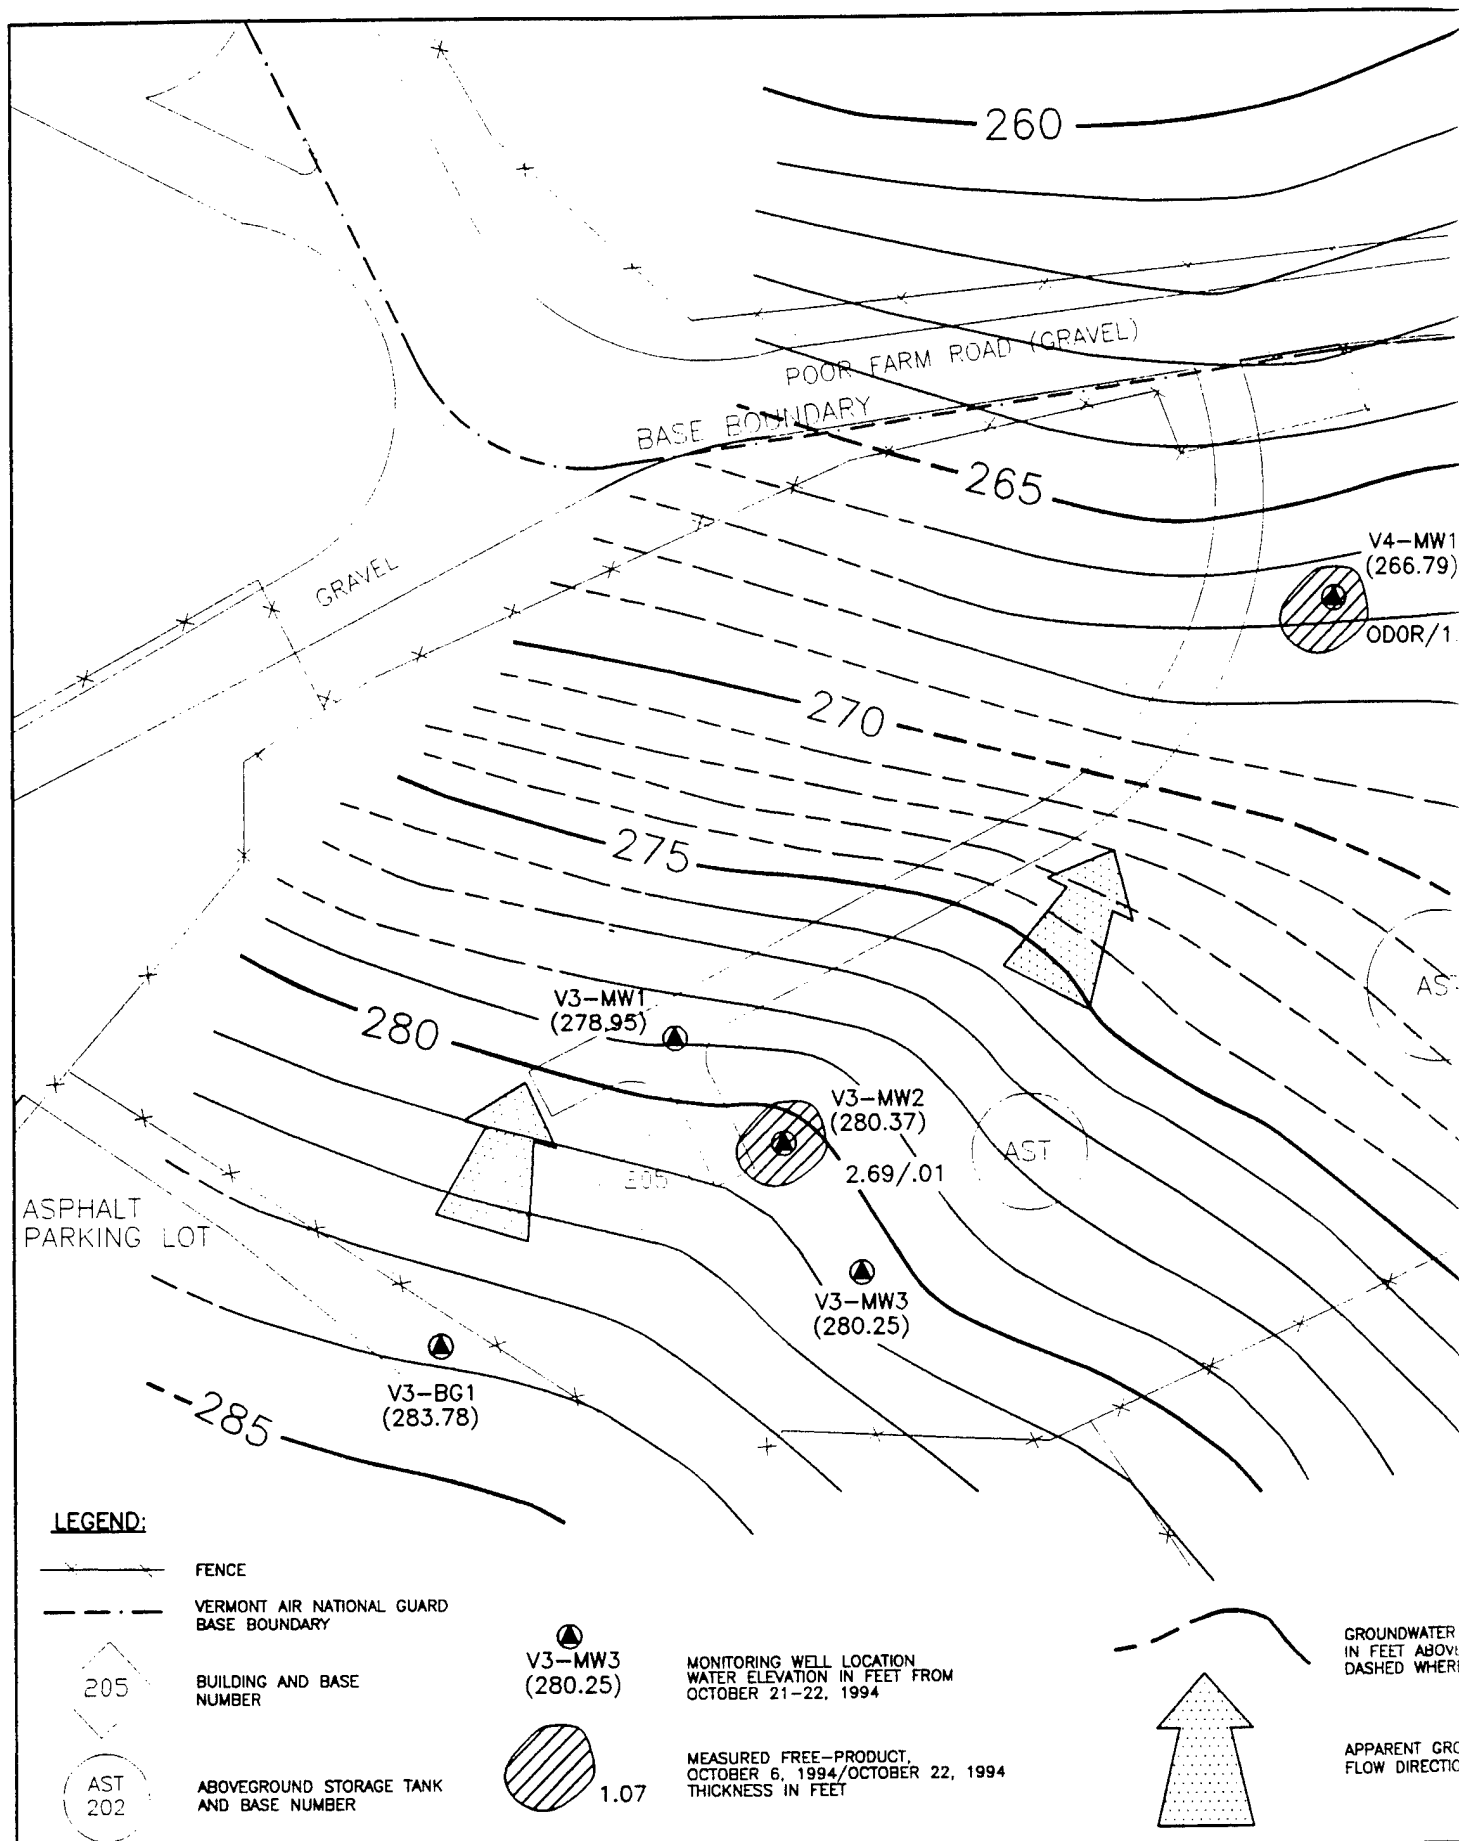 260
POOR FARM ROAD (GRAVEL)
BASE BOUNDARY
265
V4-MW1
(266.79)
ODOR/1.
GRAVEL
270
275
AS
V3-MW1
(278.95)
280
V3-MW2
(280.37)
2.69/.01
AST
205
ASPHALT
PARKING LOT
V3-MW3
(280.25)
V3-BG1
(283.78)
285
LEGEND:
FENCE
VERMONT AIR NATIONAL GUARD
BASE BOUNDARY
205
BUILDING AND BASE
NUMBER
AST
202
ABOVEGROUND STORAGE TANK
AND BASE NUMBER
V3-MW3
(280.25)
MONITORING WELL LOCATION
WATER ELEVATION IN FEET FROM
OCTOBER 21-22, 1994
1.07
MEASURED FREE-PRODUCT,
OCTOBER 6, 1994/OCTOBER 22, 1994
THICKNESS IN FEET
GROUNDWATER
IN FEET ABOVE
DASHED WHERE
APPARENT GRO
FLOW DIRECTIO